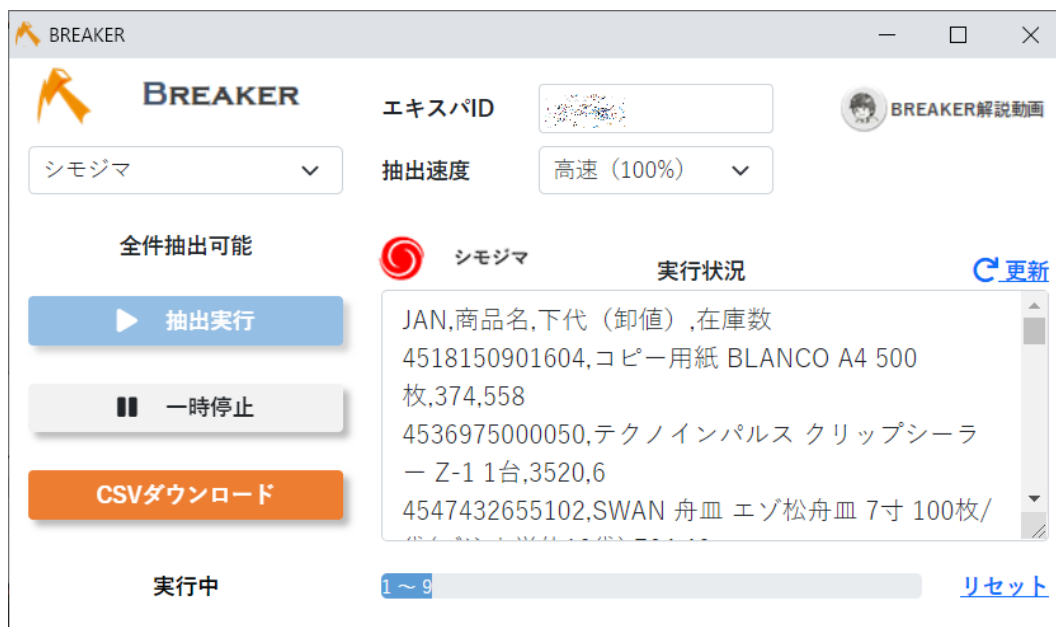 BREAKER
BREAKER
エキスパID
BREAKER解説動画
シモジマ
抽出速度
高速（100%）
全件抽出可能
シモジマ
実行状況
更新
抽出実行
一時停止
CSVダウンロード
JAN,商品名,下代（卸値）,在庫数
4518150901604,コピー用紙 BLANCO A4 500
枚,374,558
4536975000050,テクノインパルス クリップシーラ
ー Z-1 1台,3520,6
4547432655102,SWAN 舟皿 エゾ松舟皿 7寸 100枚/
実行中
1 ～ 9
リセット